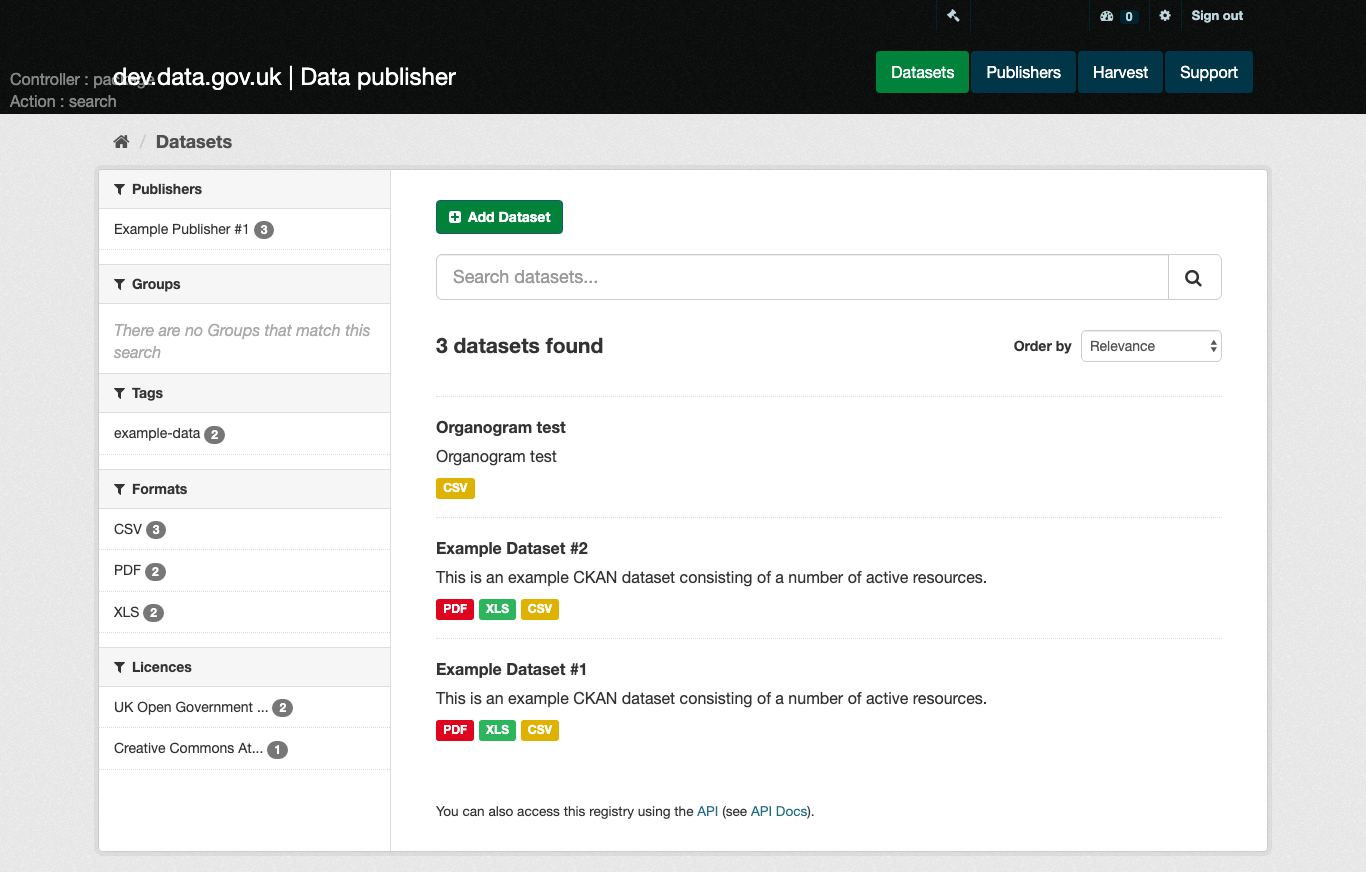 0 Sign out
Controller : package
dev.data.gov.uk | Data publisher
Action : search
Datasets Publishers Harvest Support
/ Datasets
Publishers
Example Publisher #1 3
Groups
There are no Groups that match this
search
Tags
example-data 2
Formats
CSV 3
PDF 2
XLS 2
Licences
UK Open Government ... 2
Creative Commons At... 1
Add Dataset
Search datasets...
3 datasets found
Order by Relevance
Organogram test
Organogram test
CSV
Example Dataset #2
This is an example CKAN dataset consisting of a number of active resources.
PDF XLS CSV
Example Dataset #1
This is an example CKAN dataset consisting of a number of active resources.
PDF XLS CSV
You can also access this registry using the API (see API Docs).